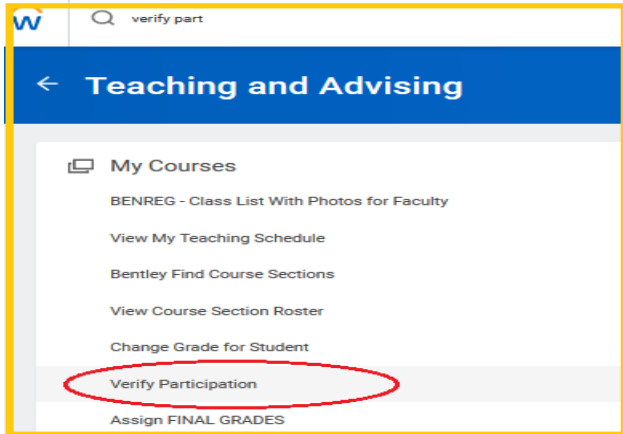 W
verify part
Teaching and Advising
My Courses
BENREG - Class List With Photos for Faculty
View My Teaching Schedule
Bentley Find Course Sections
View Course Section Roster
Change Grade for Student
Verify Participation
Assign FINAL GRADES